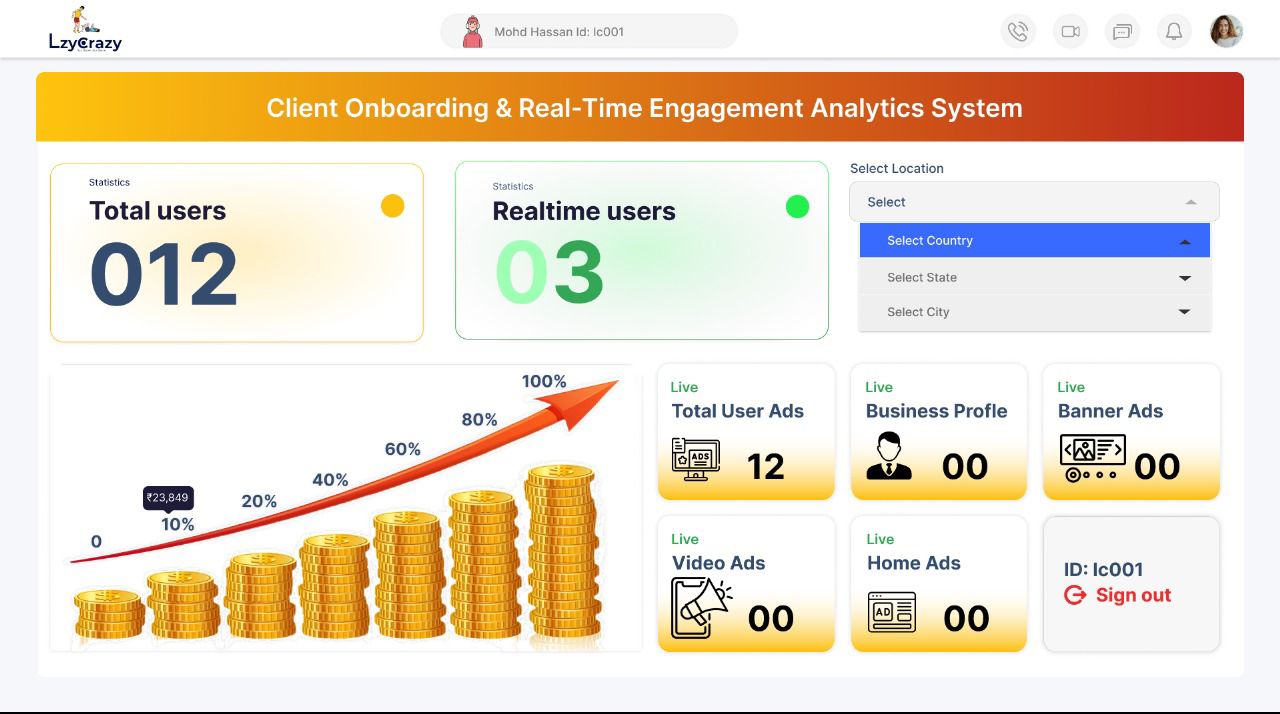 LzyCrazy
Mohd Hassan Id: lc001
Client Onboarding & Real-Time Engagement Analytics System
Statistics
Total users
012
Statistics
Realtime users
03
Select Location
Select
Select Country
Select State
Select City
0
₹23,849
10%
20%
40%
60%
80%
100%
Live
Total User Ads
ADS
12
Live
Business Profle
00
Live
Banner Ads
00
Live
Video Ads
00
Live
Home Ads
AD
00
ID: lc001
Sign out